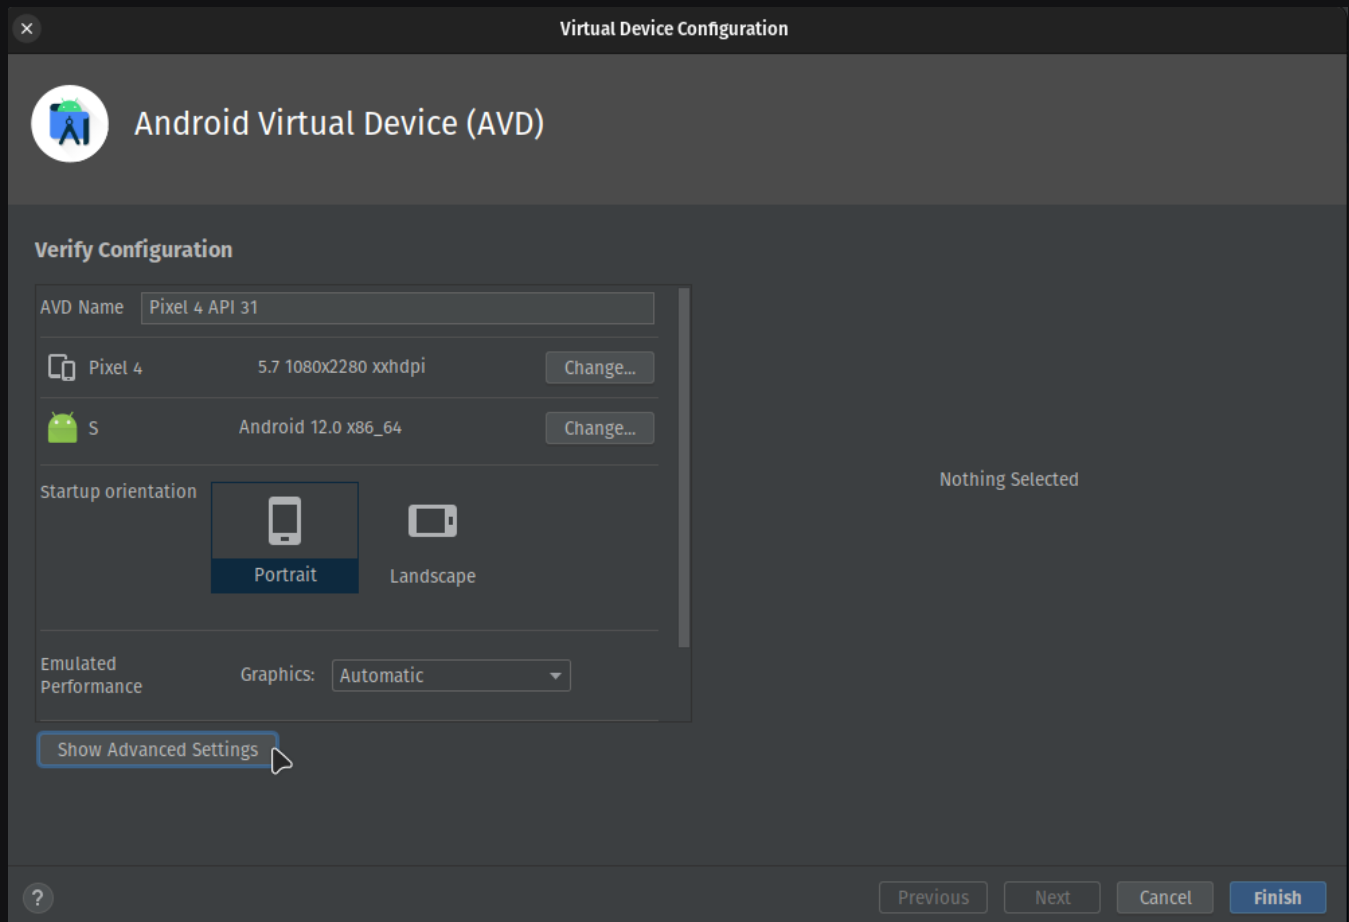 Virtual Device Configuration
Android Virtual Device (AVD)
Verify Configuration
AVD Name Pixel 4 API 31
Pixel 4 5.7 1080x2280 xxhdpi Change...
S Android 12.0 x86_64 Change...
Startup orientation
Portrait Landscape
Emulated
Performance
Graphics: Automatic
Show Advanced Settings
Nothing Selected
? Previous Next Cancel Finish